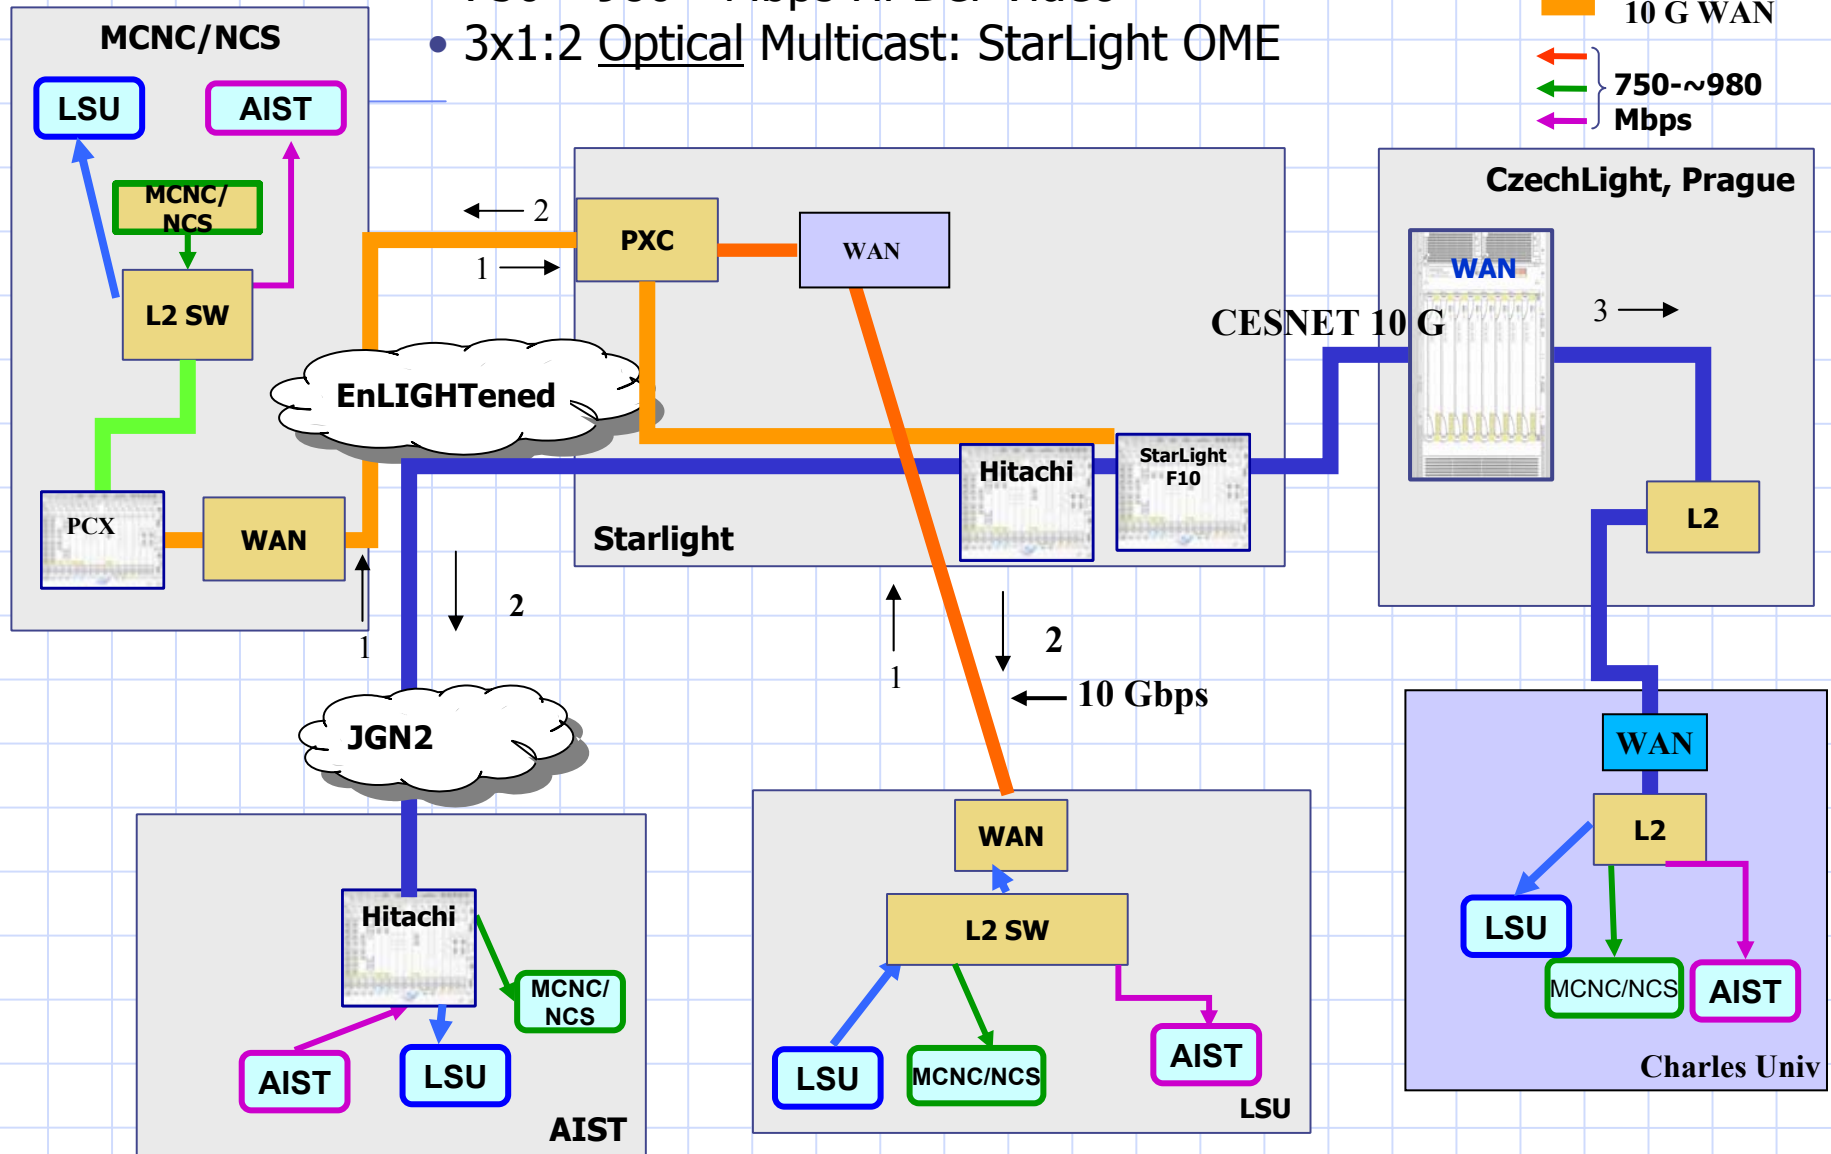 • 3x1:2 Optical Multicast: StarLight OME
10 G WAN
750-~980
Mbps
MCNC/NCS
LSU
AIST
MCNC/
NCS
L2 SW
PCX
WAN
1
EnLIGHTened
2
1
PXC
WAN
Hitachi
StarLight
F10
Starlight
CESNET 10 G
CzechLight, Prague
WAN
3
L2
2
1
2
10 Gbps
JGN2
Hitachi
MCNC/
NCS
AIST
LSU
AIST
WAN
L2 SW
LSU
MCNC/NCS
AIST
LSU
WAN
L2
LSU
MCNC/NCS
AIST
Charles Univ